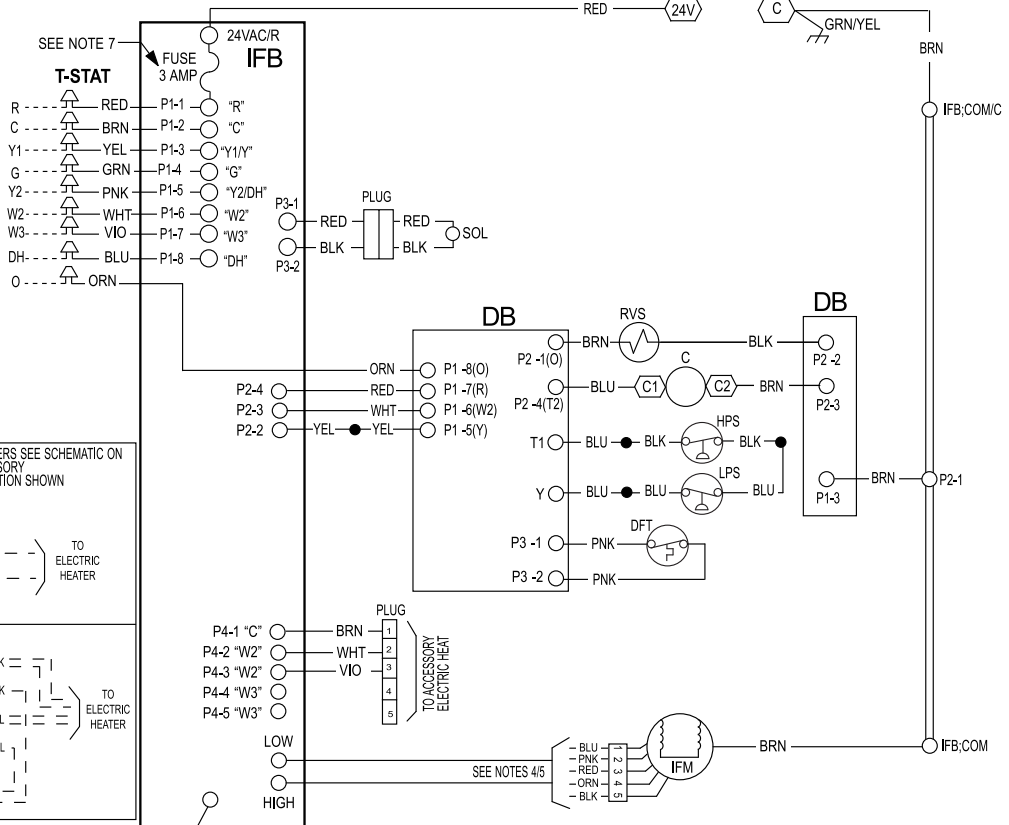 RED
24V
C
GRN/YEL
BRN
24VAC/R
IFB
SEE NOTE 7
FUSE
3 AMP
T-STAT
R RED P1-1 "R"
C BRN P1-2 "C"
Y1 YEL P1-3 "Y1/Y"
G GRN P1-4 "G"
Y2 PNK P1-5 "Y2/DH"
W2 WHT P1-6 "W2"
W3 VIO P1-7 "W3"
DH BLU P1-8 "DH"
O ORN
IFB;COM/C
PLUG
P3-1
RED RED
SOL
BLK BLK
P3-2
DB
DB
RVS
P2 -1(O) BRN BLK P2 -2
C
P2 -4(T2) BLU C1 C2 BRN P2-3
ORN P1 -8(O)
P2-4 RED P1 -7(R)
P2-3 WHT P1 -6(W2)
P2-2 YEL YEL P1 -5(Y)
HPS
T1 BLU BLK BLK
LPS
Y BLU BLU BLU
P1-3 BRN P2-1
DFT
P3 -1 PNK
P3 -2 PNK
ERS SEE SCHEMATIC ON
SORY
TION SHOWN
TO
ELECTRIC
HEATER
PLUG
P4-1 "C" BRN 1
P4-2 "W2" WHT 2
P4-3 "W2" VIO 3
P4-4 "W3" 4
P4-5 "W3" 5
TO ACCESSORY
ELECTRIC HEAT
K
K
L
L
TO
ELECTRIC
HEATER
LOW
HIGH
SEE NOTES 4/5
BLU 1
PNK 2
RED 3
ORN 4
BLK 5
IFM
BRN
IFB;COM